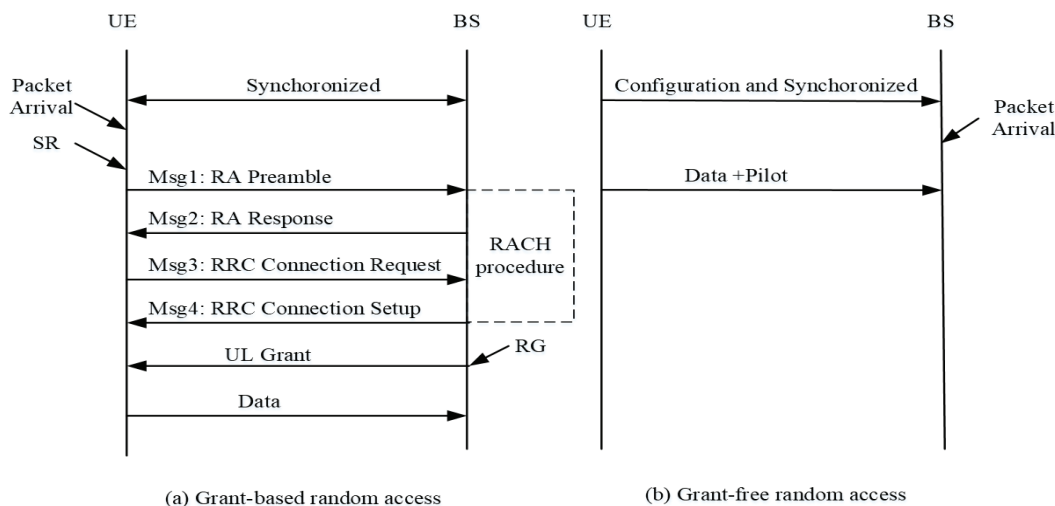 UE
BS
UE
BS
Synchoronized
Configuration and Synchoronized
Packet
Arrival
Packet
Arrival
SR
Msg1: RA Preamble
Data +Pilot
Msg2: RA Response
RACH
procedure
Msg3: RRC Connection Request
Msg4: RRC Connection Setup
RG
UL Grant
Data
(a) Grant-based random access
(b) Grant-free random access